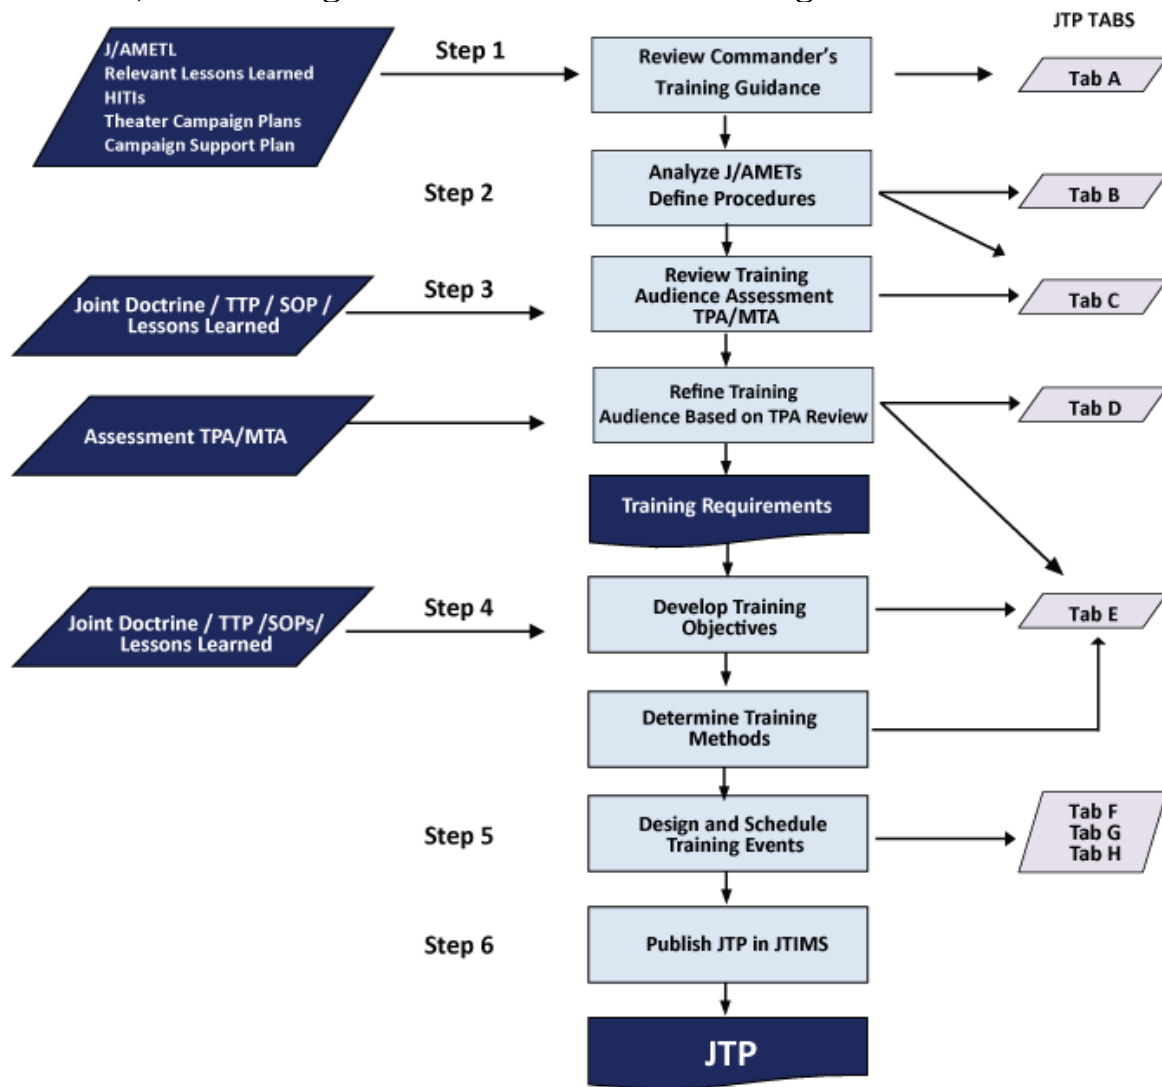 JTP TABS
J/AMETL
Relevant Lessons Learned
HITIs
Theater Campaign Plans
Campaign Support Plan
Step 1
Review Commander's
Training Guidance
Tab A
Step 2
Analyze J/AMETs
Define Procedures
Tab B
Joint Doctrine / TTP / SOP /
Lessons Learned
Step 3
Review Training
Audience Assessment
TPA/MTA
Tab C
Assessment TPA/MTA
Refine Training
Audience Based on TPA Review
Tab D
Training Requirements
Joint Doctrine / TTP /SOPs/
Lessons Learned
Step 4
Develop Training
Objectives
Tab E
Determine Training
Methods
Step 5
Design and Schedule
Training Events
Tab F
Tab G
Tab H
Step 6
Publish JTP in JTIMS
JTP